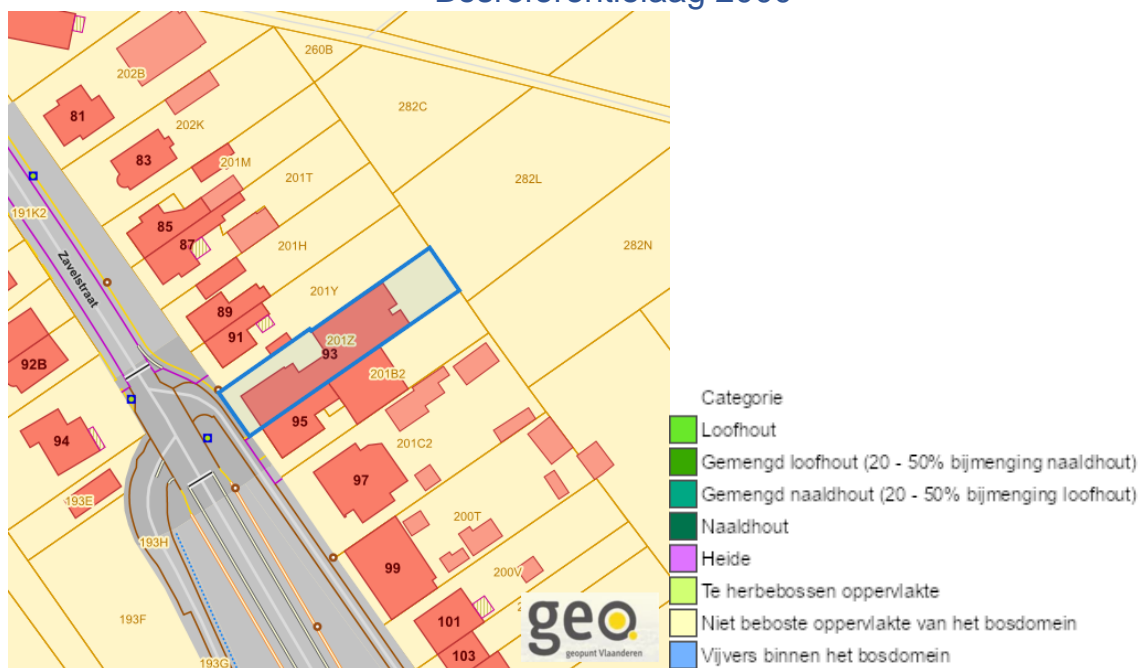 Bosreferentielaag 2000
260B
202B
81
282C
202K
83
201M
201T
282L
191K2
85
87
201H
282N
Zavelstraat
201Y
89
91
201Z
93
92B
201B2
95
94
201C2
97
193E
200T
193H
99
200V
193F
101
103
193G
geo
geopunt Vlaanderen
Categorie
Loofhout
Gemengd loofhout (20 - 50% bijmenging naaldhout)
Gemengd naaldhout (20 - 50% bijmenging loofhout)
Naaldhout
Heide
Te herbebossen oppervlakte
Niet beboste oppervlakte van het bosdomein
Vijvers binnen het bosdomein